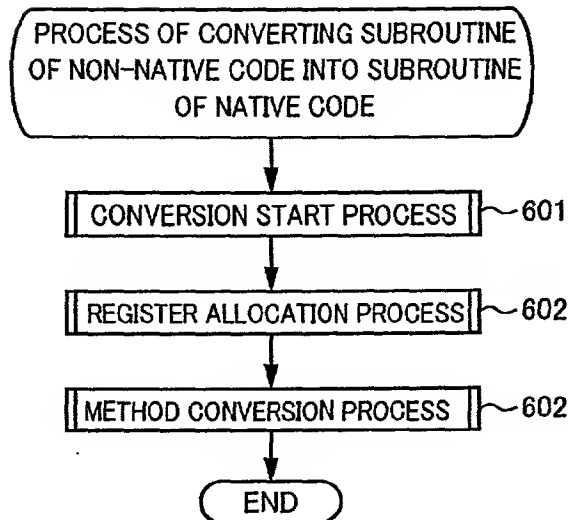 PROCESS OF CONVERTING SUBROUTINE
OF NON-NATIVE CODE INTO SUBROUTINE
OF NATIVE CODE
CONVERSION START PROCESS 601
REGISTER ALLOCATION PROCESS 602
METHOD CONVERSION PROCESS 602
END